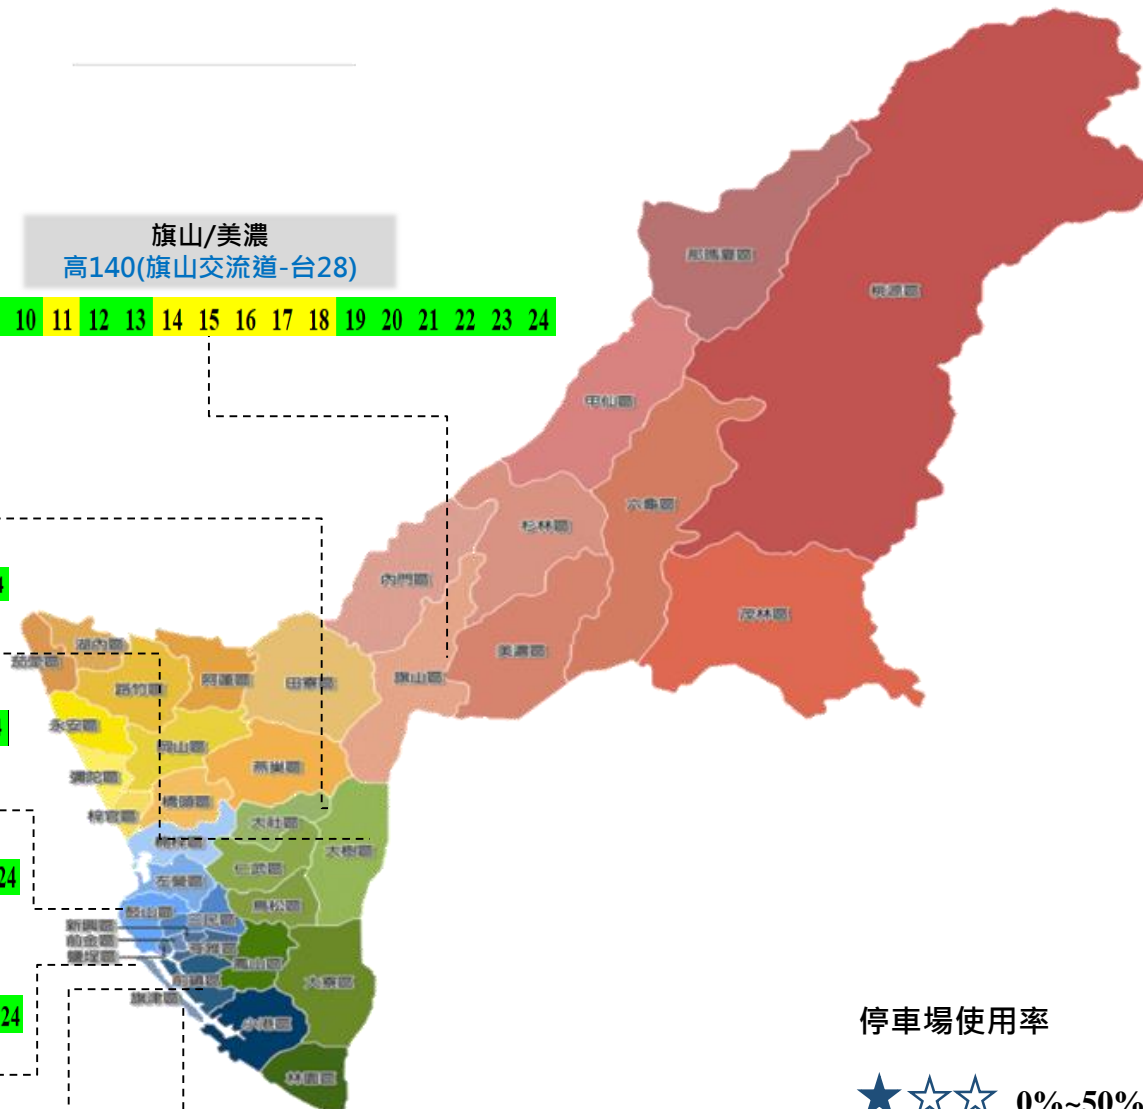 旗山/美濃
高140(旗山交流道-台28)
10 11 12 13 14 15 16 17 18 19 20 21 22 23 24
那瑪夏區
桃源區
甲仙區
六龜區
杉林區
內門區
茂林區
美濃區
湖內區
茄萣區
路竹區
阿蓮區
田寮區
旗山區
永安區
岡山區
燕巢區
彌陀區
橋頭區
梓官區
大社區
楠梓區
大樹區
仁武區
左營區
鳥松區
24
鼓山區
三民區
新興區
前金區
苓雅區
鹽埕區
鳳山區
前鎮區
大寮區
旗津區
24
小港區
停車場使用率
林園區
★☆☆ 0%~50%